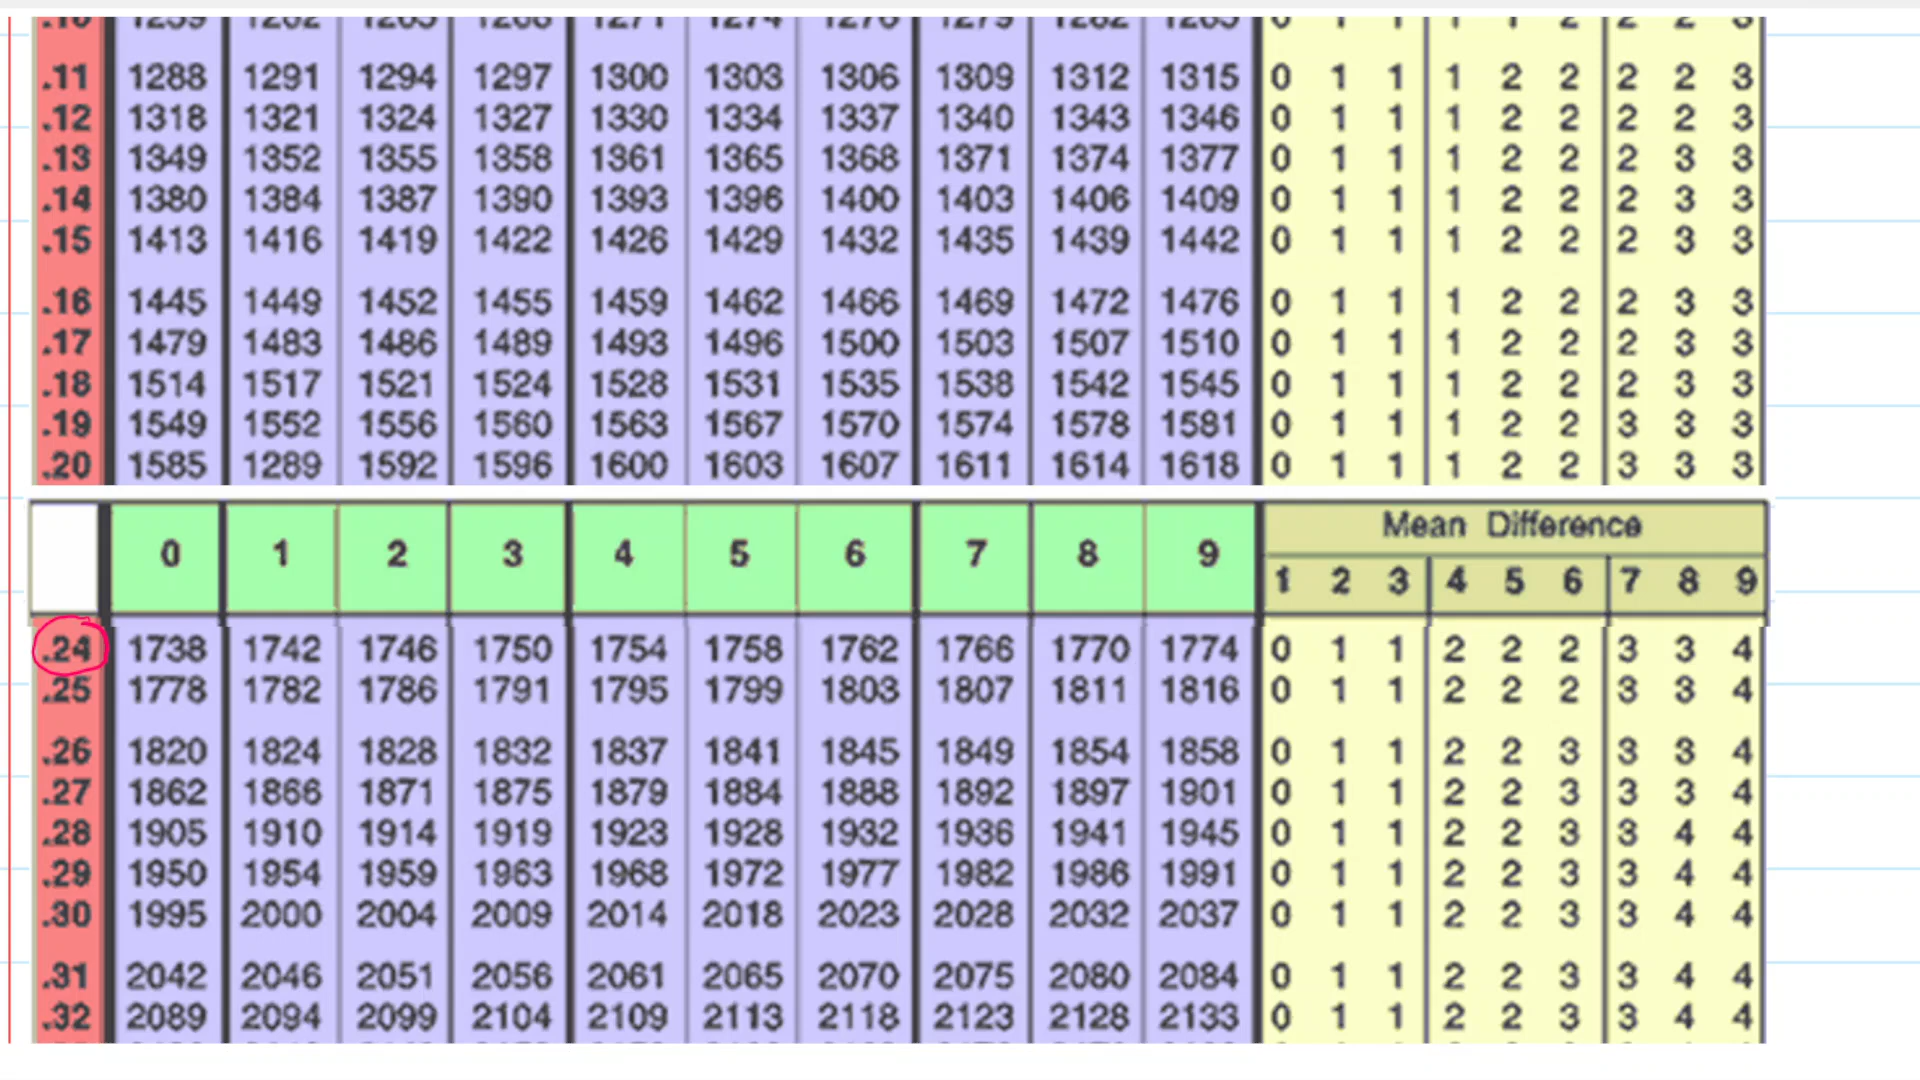 .11 1288 1291 1294 1297 1300 1303 1306 1309 1312 1315 0 1 1 1 2 2 2 2 3
.12 1318 1321 1324 1327 1330 1334 1337 1340 1343 1346 0 1 1 1 2 2 2 2 3
.13 1349 1352 1355 1358 1361 1365 1368 1371 1374 1377 0 1 1 1 2 2 2 3 3
.14 1380 1384 1387 1390 1393 1396 1400 1403 1406 1409 0 1 1 1 2 2 2 3 3
.15 1413 1416 1419 1422 1426 1429 1432 1435 1439 1442 0 1 1 1 2 2 2 3 3
.16 1445 1449 1452 1455 1459 1462 1466 1469 1472 1476 0 1 1 1 2 2 2 3 3
.17 1479 1483 1486 1489 1493 1496 1500 1503 1507 1510 0 1 1 1 2 2 2 3 3
.18 1514 1517 1521 1524 1528 1531 1535 1538 1542 1545 0 1 1 1 2 2 2 3 3
.19 1549 1552 1556 1560 1563 1567 1570 1574 1578 1581 0 1 1 1 2 2 3 3 3
.20 1585 1289 1592 1596 1600 1603 1607 1611 1614 1618 0 1 1 1 2 2 3 3 3
Mean Difference
0 1 2 3 4 5 6 7 8 9 1 2 3 4 5 6 7 8 9
.24 1738 1742 1746 1750 1754 1758 1762 1766 1770 1774 0 1 1 2 2 2 3 3 4
.25 1778 1782 1786 1791 1795 1799 1803 1807 1811 1816 0 1 1 2 2 2 3 3 4
.26 1820 1824 1828 1832 1837 1841 1845 1849 1854 1858 0 1 1 2 2 3 3 3 4
.27 1862 1866 1871 1875 1879 1884 1888 1892 1897 1901 0 1 1 2 2 3 3 3 4
.28 1905 1910 1914 1919 1923 1928 1932 1936 1941 1945 0 1 1 2 2 3 3 4 4
.29 1950 1954 1959 1963 1968 1972 1977 1982 1986 1991 0 1 1 2 2 3 3 4 4
.30 1995 2000 2004 2009 2014 2018 2023 2028 2032 2037 0 1 1 2 2 3 3 4 4
.31 2042 2046 2051 2056 2061 2065 2070 2075 2080 2084 0 1 1 2 2 3 3 4 4
.32 2089 2094 2099 2104 2109 2113 2118 2123 2128 2133 0 1 1 2 2 3 3 4 4